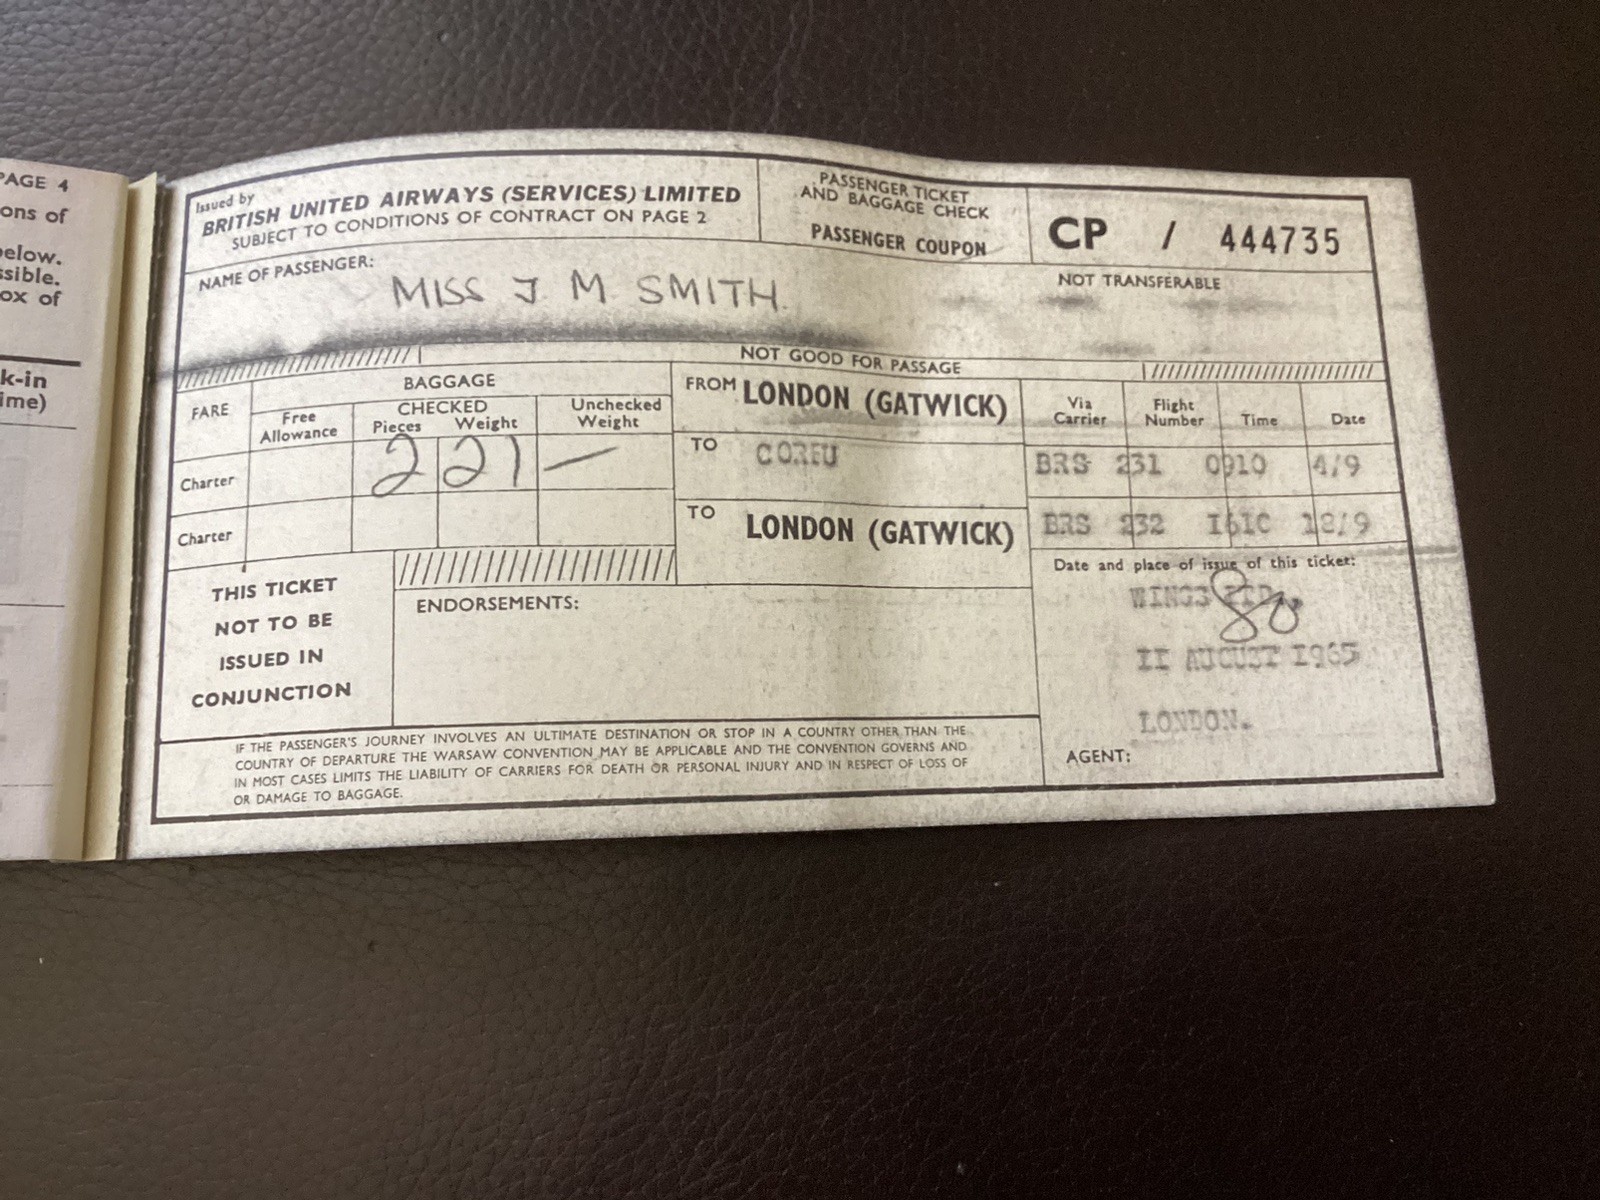 PAGE 4
ons of
below.
ssible.
ox of
k-in
ime)
Issued by
BRITISH UNITED AIRWAYS (SERVICES) LIMITED
SUBJECT TO CONDITIONS OF CONTRACT ON PAGE 2
PASSENGER TICKET
AND BAGGAGE CHECK
PASSENGER COUPON
CP / 444735
NAME OF PASSENGER:
MISS J M SMITH.
NOT TRANSFERABLE
NOT GOOD FOR PASSAGE
FARE
BAGGAGE
Free
Allowance
CHECKED
Pieces Weight
Unchecked
Weight
FROM LONDON (GATWICK)
Via
Carrier
Flight
Number
Time
Date
Charter
2 21 —
TO CORFU
BRS 231 0910 4/9
Charter
TO LONDON (GATWICK)
BRS 232 I61C 18/9
THIS TICKET
NOT TO BE
ISSUED IN
CONJUNCTION
ENDORSEMENTS:
Date and place of issue of this ticket:
WINGS LTD.
II AUGUST I965
LONDON.
AGENT:
IF THE PASSENGER'S JOURNEY INVOLVES AN ULTIMATE DESTINATION OR STOP IN A COUNTRY OTHER THAN THE
COUNTRY OF DEPARTURE THE WARSAW CONVENTION MAY BE APPLICABLE AND THE CONVENTION GOVERNS AND
IN MOST CASES LIMITS THE LIABILITY OF CARRIERS FOR DEATH OR PERSONAL INJURY AND IN RESPECT OF LOSS OF
OR DAMAGE TO BAGGAGE.